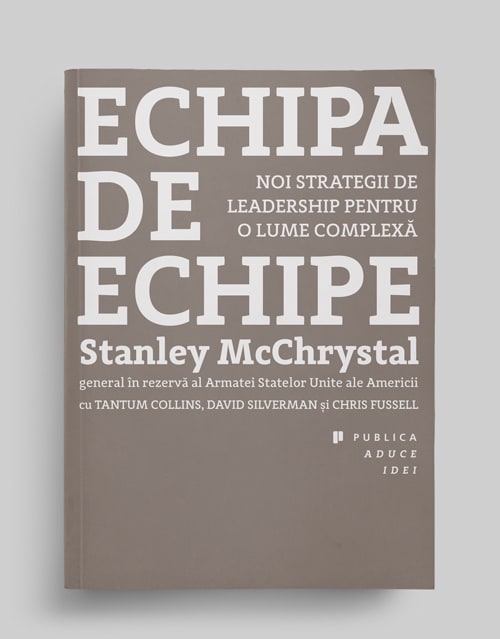 ECHIPA
DE
NOI STRATEGII DE
LEADERSHIP PENTRU
O LUME COMPLEXĂ
ECHIPE
Stanley McChrystal
general în rezervă al Armatei Statelor Unite ale Americii
cu TANTUM COLLINS, DAVID SILVERMAN și CHRIS FUSSELL
PUBLICA
ADUCE
IDEI